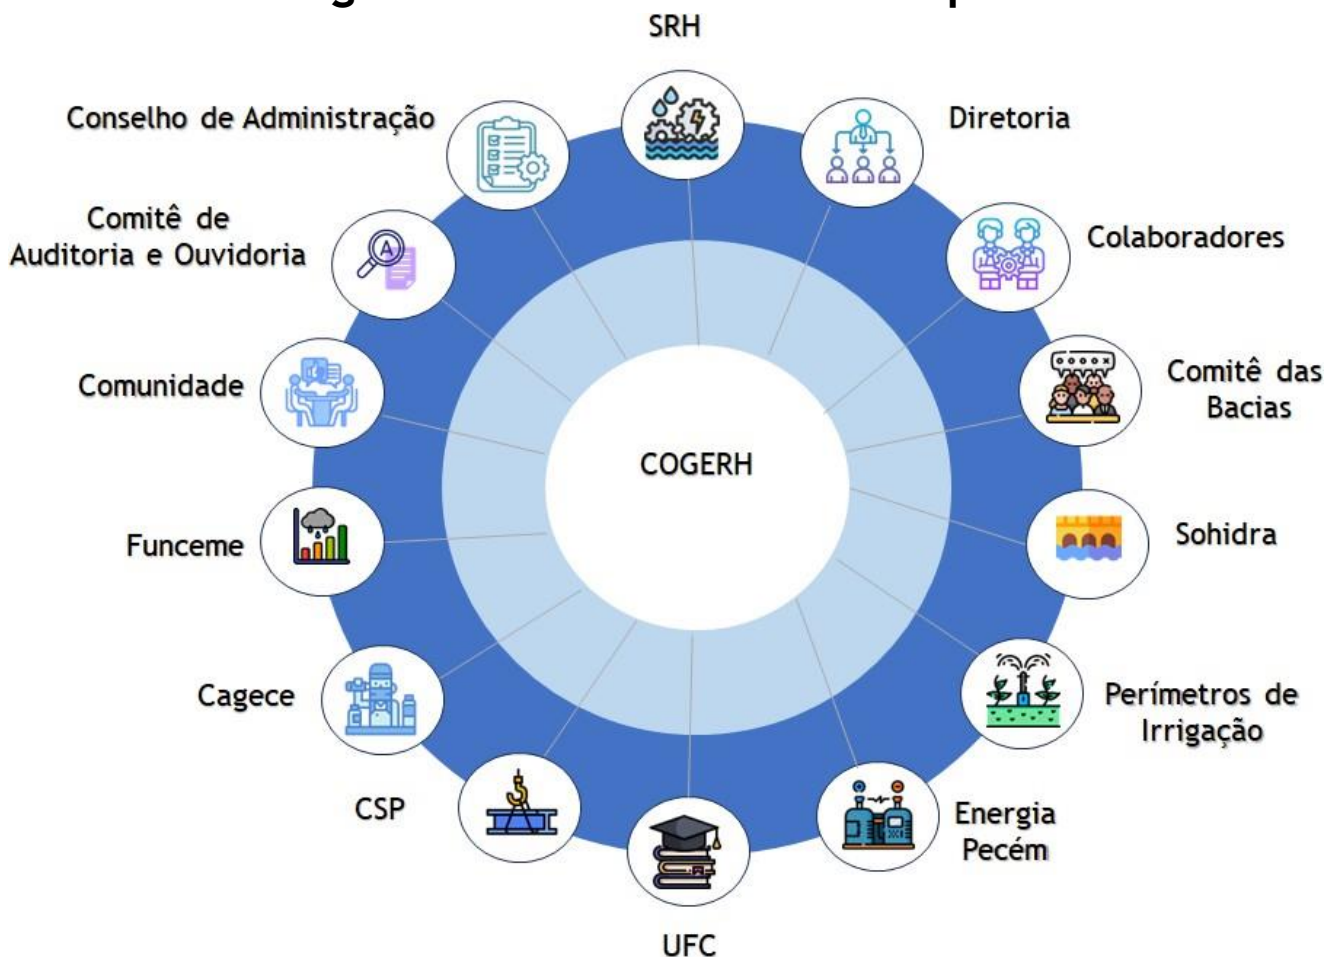 SRH
Conselho de Administração
Diretoria
Comitê de
Auditoria e Ouvidoria
Colaboradores
Comunidade
Comitê das
Bacias
COGERH
Funceme
Sohidra
Cagece
Perímetros de
Irrigação
CSP
Energia
Pecém
UFC